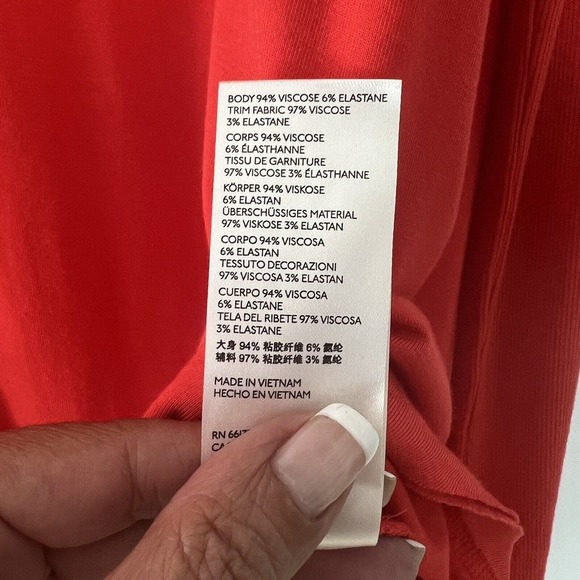 BODY 94% VISCOSE 6% ELASTANE
TRIM FABRIC 97% VISCOSE
3% ELASTANE
CORPS 94% VISCOSE
6% ÉLASTHANNE
TISSU DE GARNITURE
97% VISCOSE 3% ÉLASTHANNE
KÖRPER 94% VISKOSE
6% ELASTAN
ÜBERSCHÜSSIGES MATERIAL
97% VISKOSE 3% ELASTAN
CORPO 94% VISCOSA
6% ELASTAN
TESSUTO DECORAZIONI
97% VISCOSA 3% ELASTAN
CUERPO 94% VISCOSA
6% ELASTANE
TELA DEL RIBETE 97% VISCOSA
3% ELASTANE
大身 94% 粘胶纤维 6% 氨纶
辅料 97% 粘胶纤维 3% 氨纶
MADE IN VIETNAM
HECHO EN VIETNAM
RN